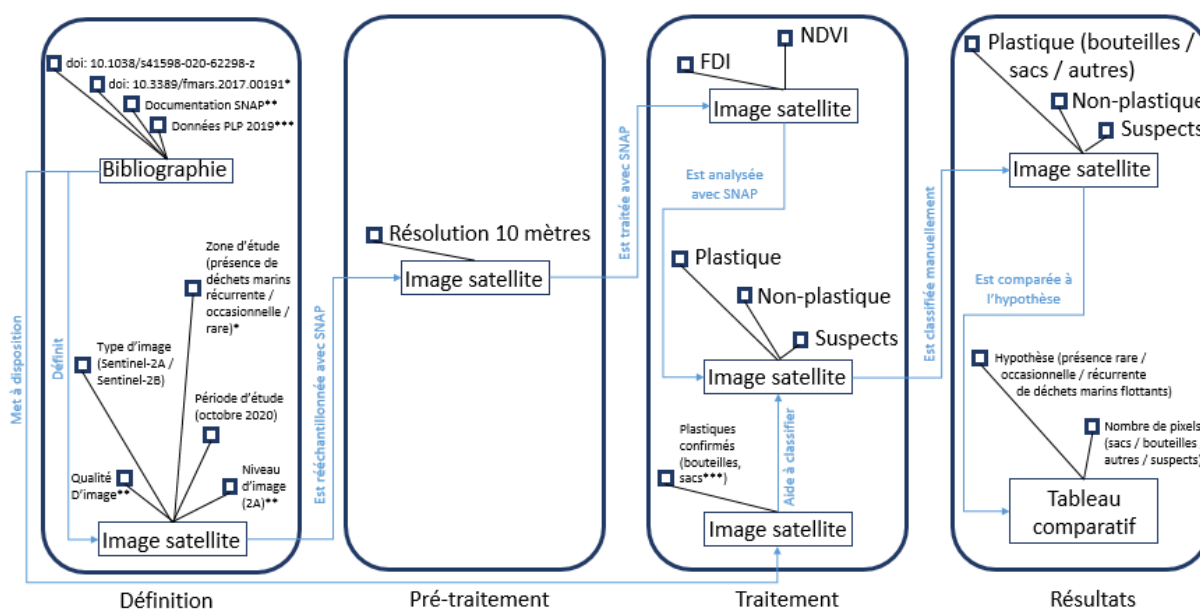 doi: 10.1038/s41598-020-62298-z
doi: 10.3389/fmars.2017.00191*
Documentation SNAP**
Données PLP 2019***
Bibliographie
Met à disposition
Définit
Zone d'étude
(présence de
déchets marins
récurrente /
occasionnelle /
rare)*
Type d'image
(Sentinel-2A /
Sentinel-2B)
Période d'étude
(octobre 2020)
Qualité
D'image**
Niveau
d'image
(2A)**
Image satellite
Définition
Est rééchantillonnée avec SNAP
Résolution 10 mètres
Image satellite
Pré-traitement
Est traitée avec SNAP
NDVI
FDI
Image satellite
Est analysée
avec SNAP
Plastique
Non-plastique
Suspects
Image satellite
Plastiques
confirmés
(bouteilles,
sacs***)
Aide à classifier
Image satellite
Traitement
Est classifiée manuellement
Plastique (bouteilles /
sacs / autres)
Non-plastique
Suspects
Image satellite
Est comparée à
l'hypothèse
Hypothèse (présence rare /
occasionnelle / récurrente
de déchets marins flottants)
Nombre de pixels
(sacs / bouteilles /
autres / suspects)
Tableau
comparatif
Résultats